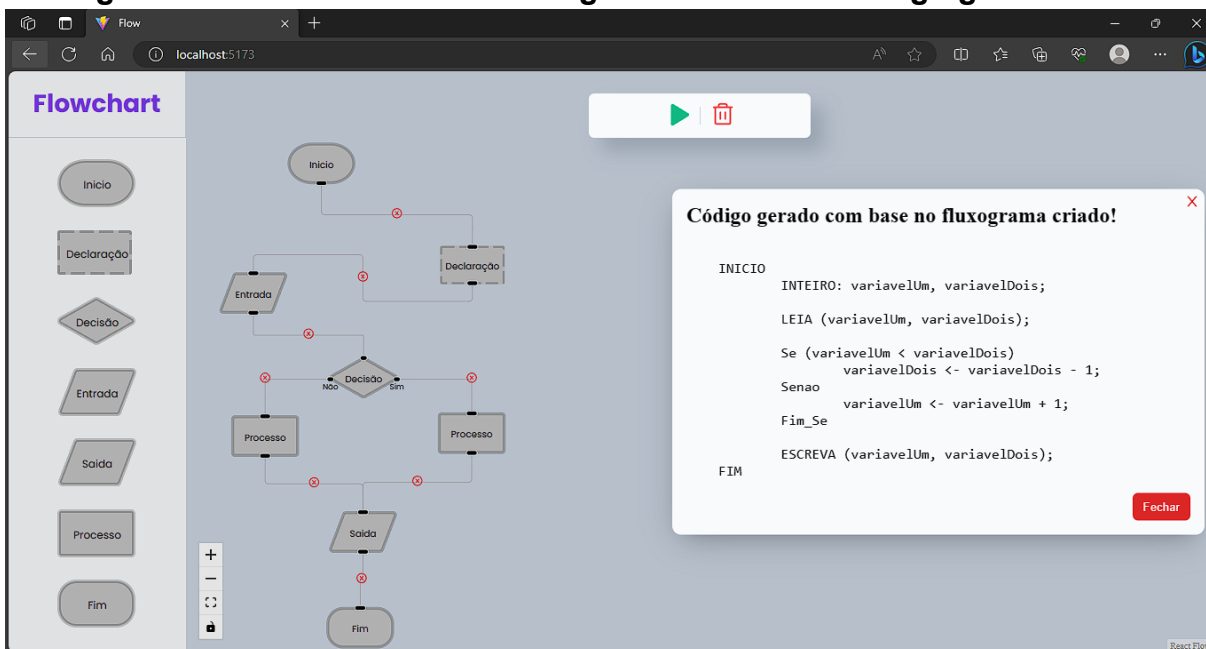 Flow
localhost:5173
Flowchart
Inicio
Declaração
Decisão
Entrada
Saida
Processo
Fim
Inicio
Declaração
Entrada
Decisão
Não
Sim
Processo
Processo
Saida
Fim
Código gerado com base no fluxograma criado!
INICIO
INTEIRO: variavelUm, variavelDois;
LEIA (variavelUm, variavelDois);
Se (variavelUm < variavelDois)
variavelDois <- variavelDois - 1;
Senao
variavelUm <- variavelUm + 1;
Fim_Se
ESCREVA (variavelUm, variavelDois);
FIM
Fechar
React Flow